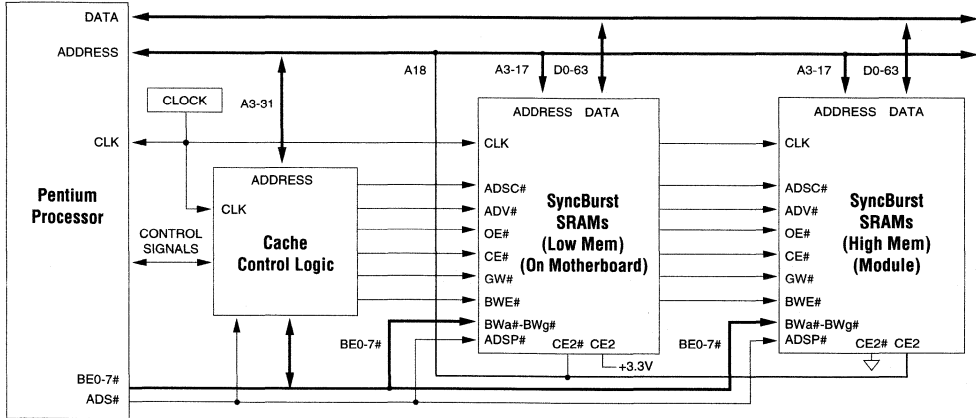 DATA
ADDRESS
A18
A3-17
D0-63
A3-17
D0-63
CLOCK
A3-31
ADDRESS DATA
ADDRESS DATA
CLK
CLK
CLK
ADDRESS
CLK
Pentium
Processor
CONTROL
SIGNALS
Cache
Control Logic
ADSC#
ADV#
OE#
CE#
GW#
BWE#
BWa#-BWg#
ADSP#
SyncBurst
SRAMs
(Low Mem)
(On Motherboard)
CE2# CE2
+3.3V
BE0-7#
ADSC#
ADV#
OE#
CE#
GW#
BWE#
BWa#-BWg#
ADSP#
SyncBurst
SRAMs
(High Mem)
(Module)
CE2# CE2
BE0-7#
BE0-7#
ADS#